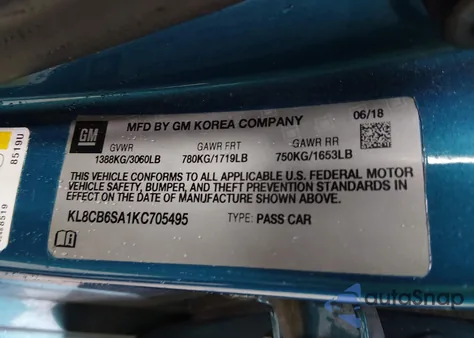 GM
MFD BY GM KOREA COMPANY
06/18
GVWR GAWR FRT GAWR RR
1388KG/3060LB 780KG/1719LB 750KG/1653LB
THIS VEHICLE CONFORMS TO ALL APPLICABLE U.S. FEDERAL MOTOR
VEHICLE SAFETY, BUMPER, AND THEFT PREVENTION STANDARDS IN
EFFECT ON THE DATE OF MANUFACTURE SHOWN ABOVE.
KL8CB6SA1KC705495 TYPE: PASS CAR
8519U
autoSnap